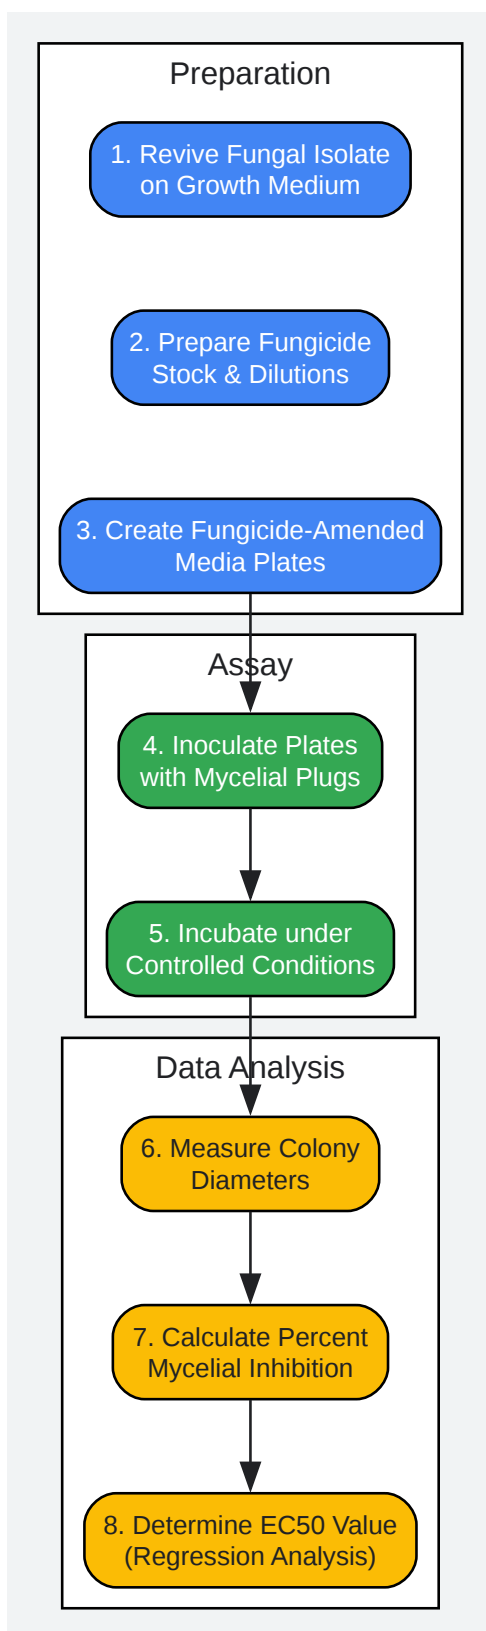 Preparation
1. Revive Fungal Isolate
on Growth Medium
2. Prepare Fungicide
Stock & Dilutions
3. Create Fungicide-Amended
Media Plates
Assay
4. Inoculate Plates
with Mycelial Plugs
5. Incubate under
Controlled Conditions
Data Analysis
6. Measure Colony
Diameters
7. Calculate Percent
Mycelial Inhibition
8. Determine EC50 Value
(Regression Analysis)